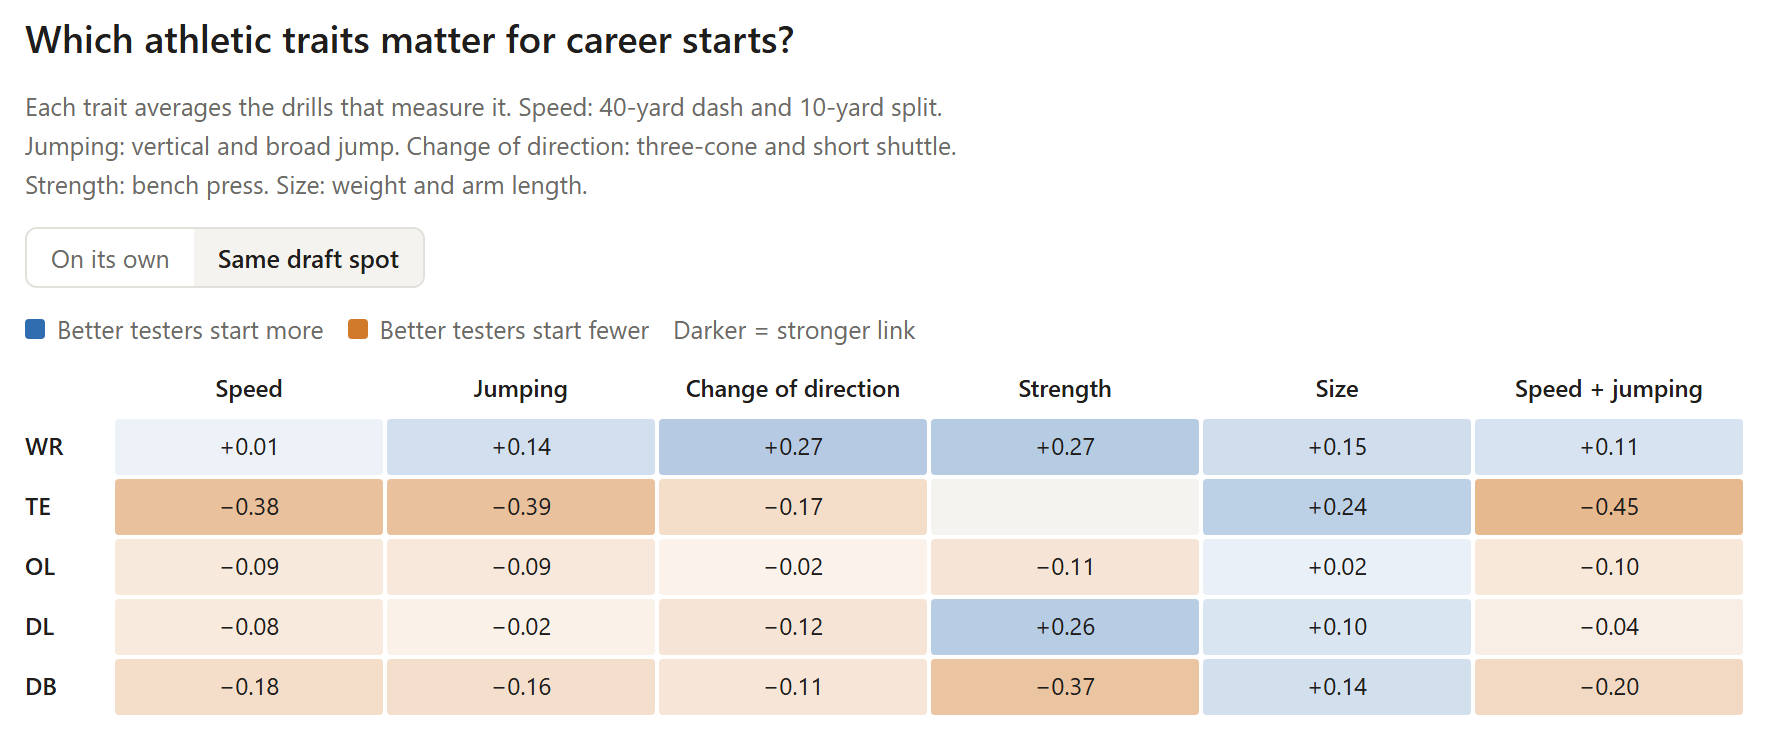 Which athletic traits matter for career starts?
Each trait averages the drills that measure it. Speed: 40-yard dash and 10-yard split.
Jumping: vertical and broad jump. Change of direction: three-cone and short shuttle.
Strength: bench press. Size: weight and arm length.
On its own Same draft spot
Better testers start more Better testers start fewer Darker = stronger link
Speed Jumping Change of direction Strength Size Speed + jumping
WR +0.01 +0.14 +0.27 +0.27 +0.15 +0.11
TE −0.38 −0.39 −0.17 +0.24 −0.45
OL −0.09 −0.09 −0.02 −0.11 +0.02 −0.10
DL −0.08 −0.02 −0.12 +0.26 +0.10 −0.04
DB −0.18 −0.16 −0.11 −0.37 +0.14 −0.20